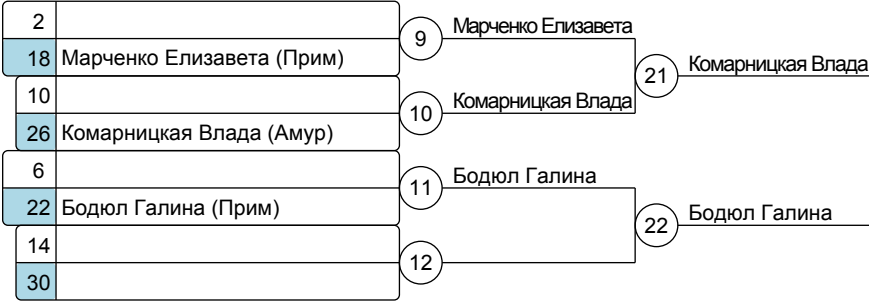 2
18 Марченко Елизавета (Прим)
9 Марченко Елизавета
21 Комарницкая Влада
10
26 Комарницкая Влада (Амур)
10 Комарницкая Влада
6
22 Бодюл Галина (Прим)
11 Бодюл Галина
22 Бодюл Галина
14
30
12